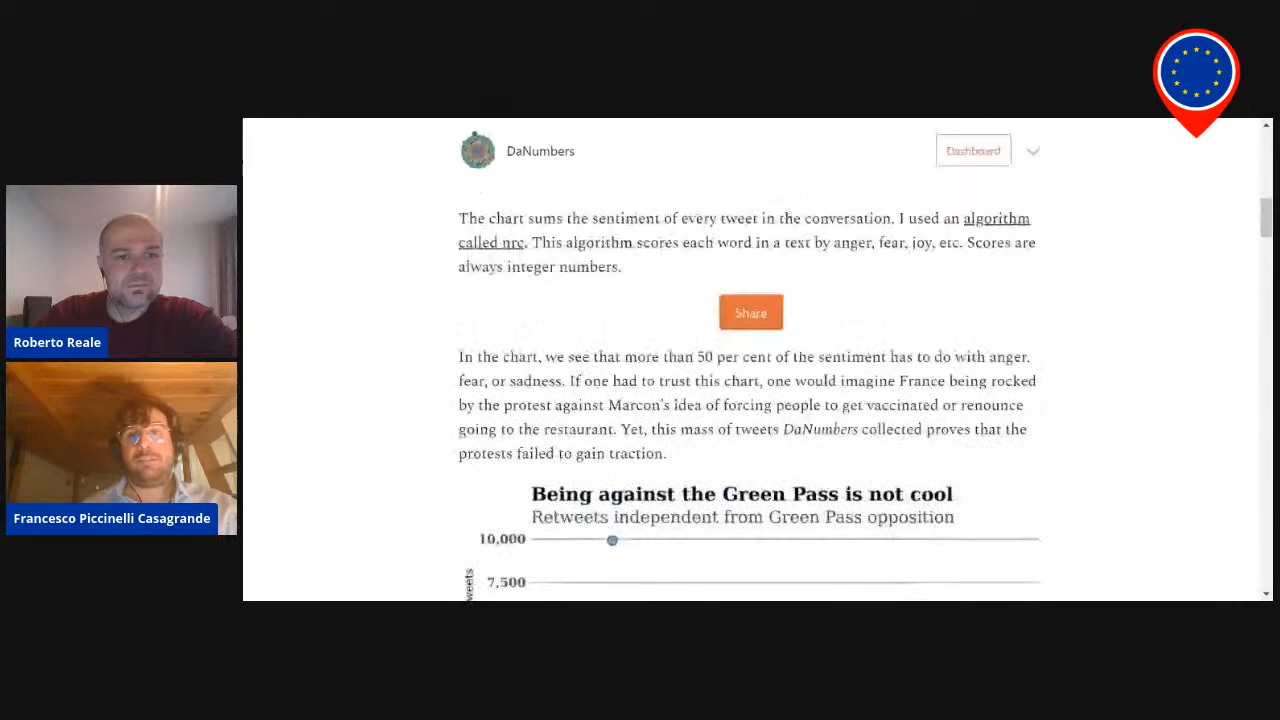 DaNumbers
Dashboard
The chart sums the sentiment of every tweet in the conversation. I used an algorithm
called nrc. This algorithm scores each word in a text by anger, fear, joy, etc. Scores are
always integer numbers.
Share
In the chart, we see that more than 50 per cent of the sentiment has to do with anger,
fear, or sadness. If one had to trust this chart, one would imagine France being rocked
by the protest against Marcon's idea of forcing people to get vaccinated or renounce
going to the restaurant. Yet, this mass of tweets DaNumbers collected proves that the
protests failed to gain traction.
Being against the Green Pass is not cool
Retweets independent from Green Pass opposition
10,000
7,500
weets
Roberto Reale
Francesco Piccinelli Casagrande